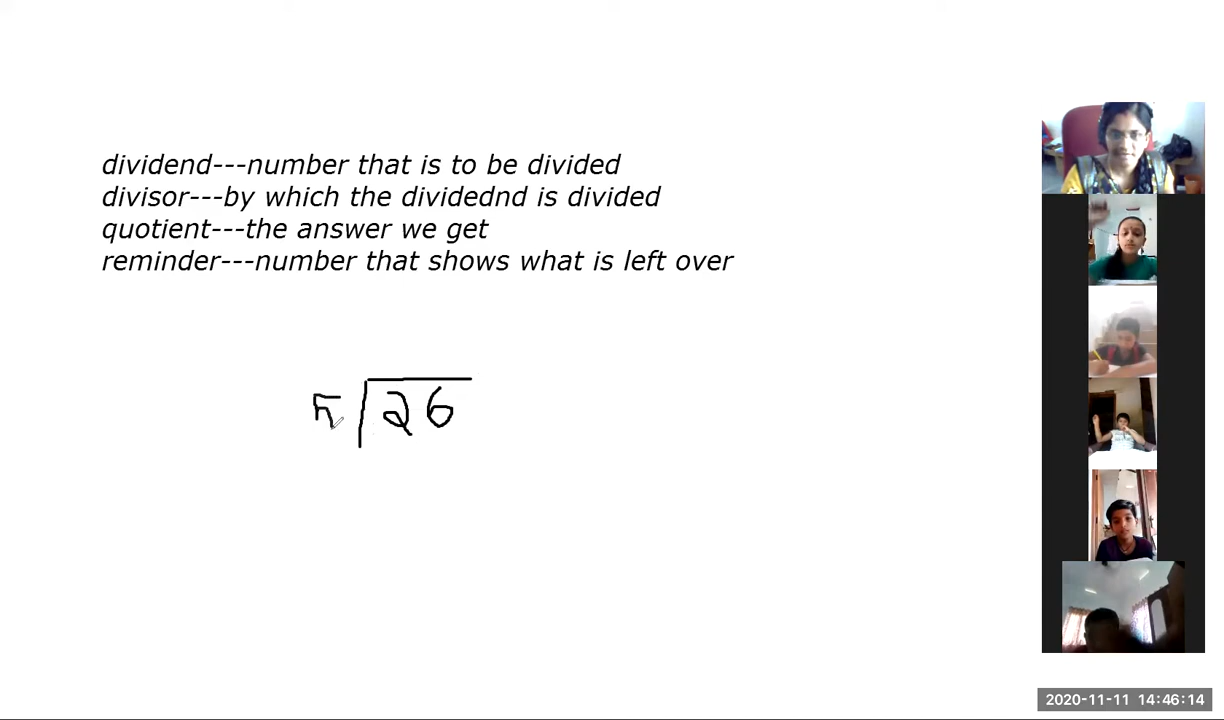 dividend---number that is to be divided
divisor---by which the dividednd is divided
quotient---the answer we get
reminder---number that shows what is left over
5 26
2020-11-11 14:46:14